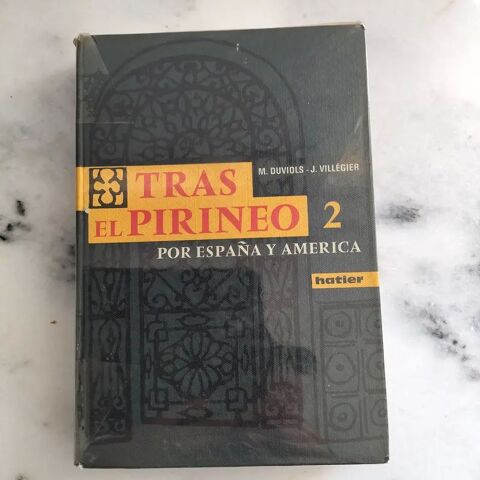 M. DUVIOLS - J. VILLÉGIER
TRAS
EL PIRINEO 2
POR ESPAÑA Y AMERICA
hatier